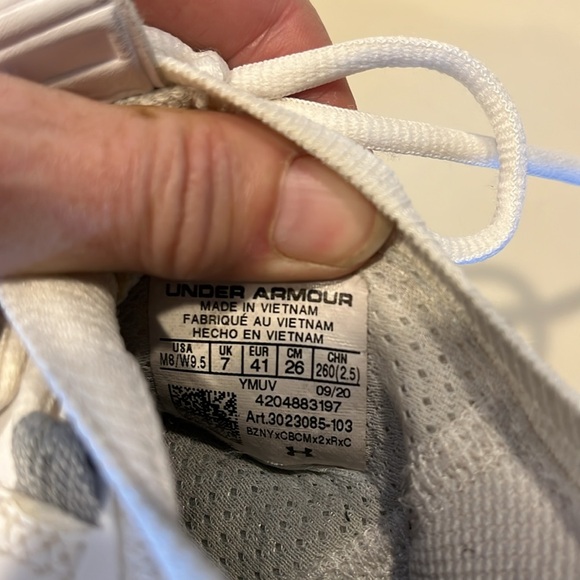 UNDER ARMOUR
MADE IN VIETNAM
FABRIQUÉ AU VIETNAM
HECHO EN VIETNAM
USA UK EUR CM CHN
M8/W9.5 7 41 26 260(2.5)
YMUV 09/20
4204883197
Art.3023085-103
BZNYxCBCMx2xRxC